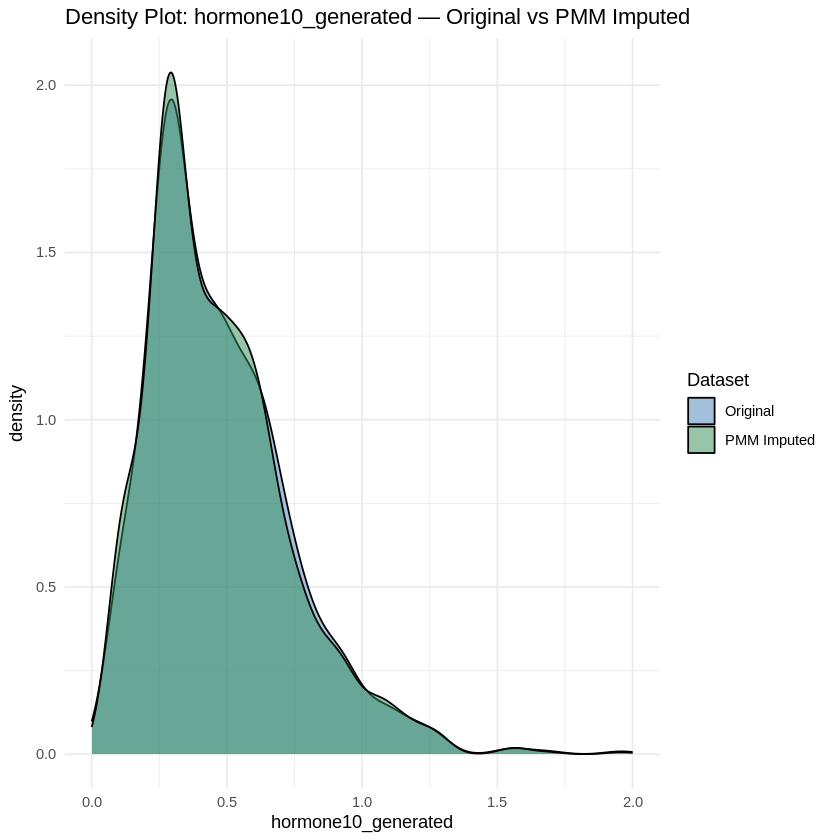 Density Plot: hormone10_generated — Original vs PMM Imputed
2.0
1.5
1.0
0.5
0.0
density
0.0 0.5 1.0 1.5 2.0
hormone10_generated
Dataset
Original
PMM Imputed